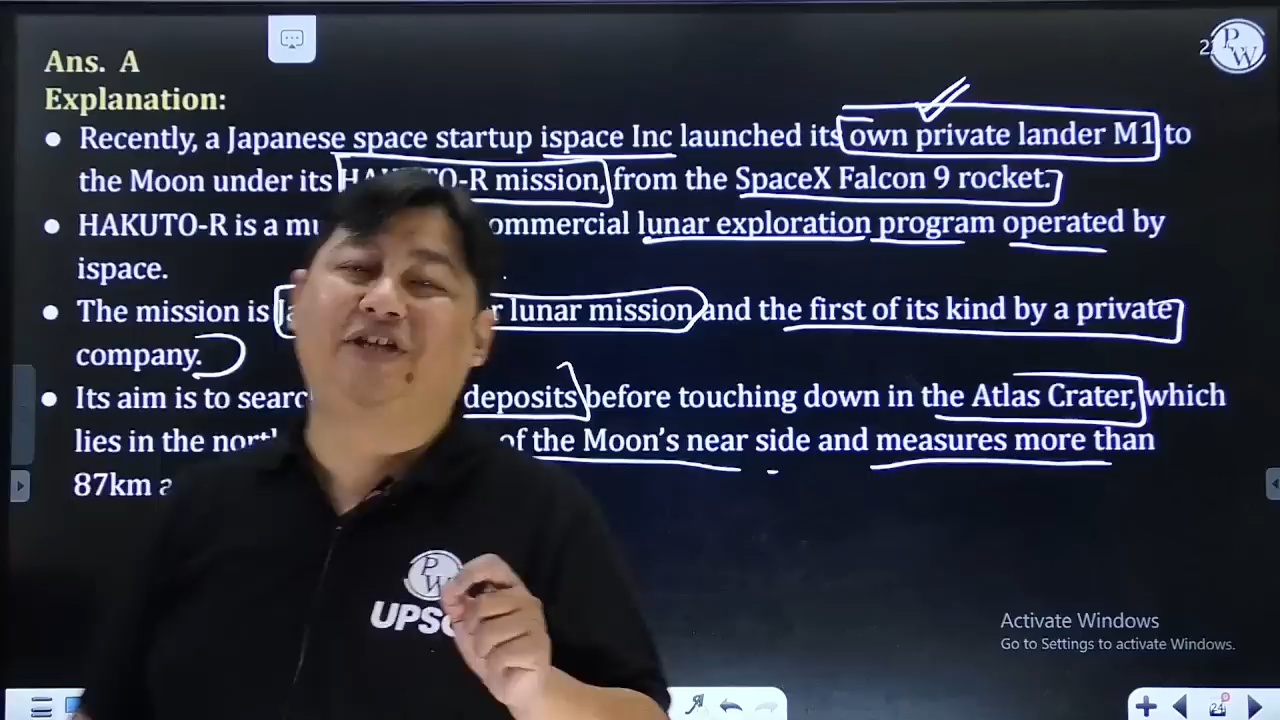 Ans. A
Explanation:
Recently, a Japanese space startup ispace Inc launched its own private lander M1 to
the Moon under its HAKUTO-R mission, from the SpaceX Falcon 9 rocket.
HAKUTO-R is a lunar exploration program operated by
ispace.
The mission is lunar mission and the first of its kind by a private
company.
Its aim is to deposits before touching down in the Atlas Crater, which
lies in the of the Moon's near side and measures more than
87km
PW
PW
UPSC
Activate Windows
Go to Settings to activate Windows.
24